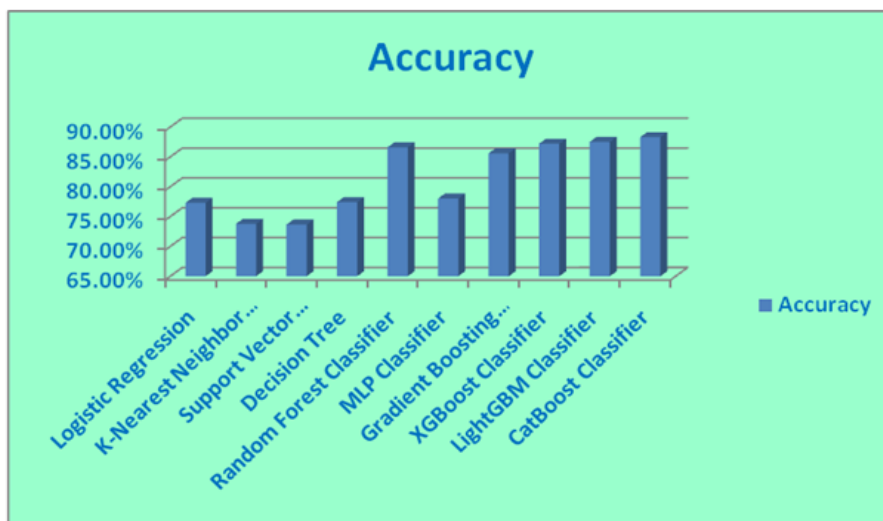 Accuracy
90.00%
85.00%
80.00%
75.00%
70.00%
65.00%
Logistic Regression
K-Nearest Neighbor...
Support Vector...
Decision Tree
Random Forest Classifier
MLP Classifier
Gradient Boosting...
XGBoost Classifier
LightGBM Classifier
CatBoost Classifier
Accuracy